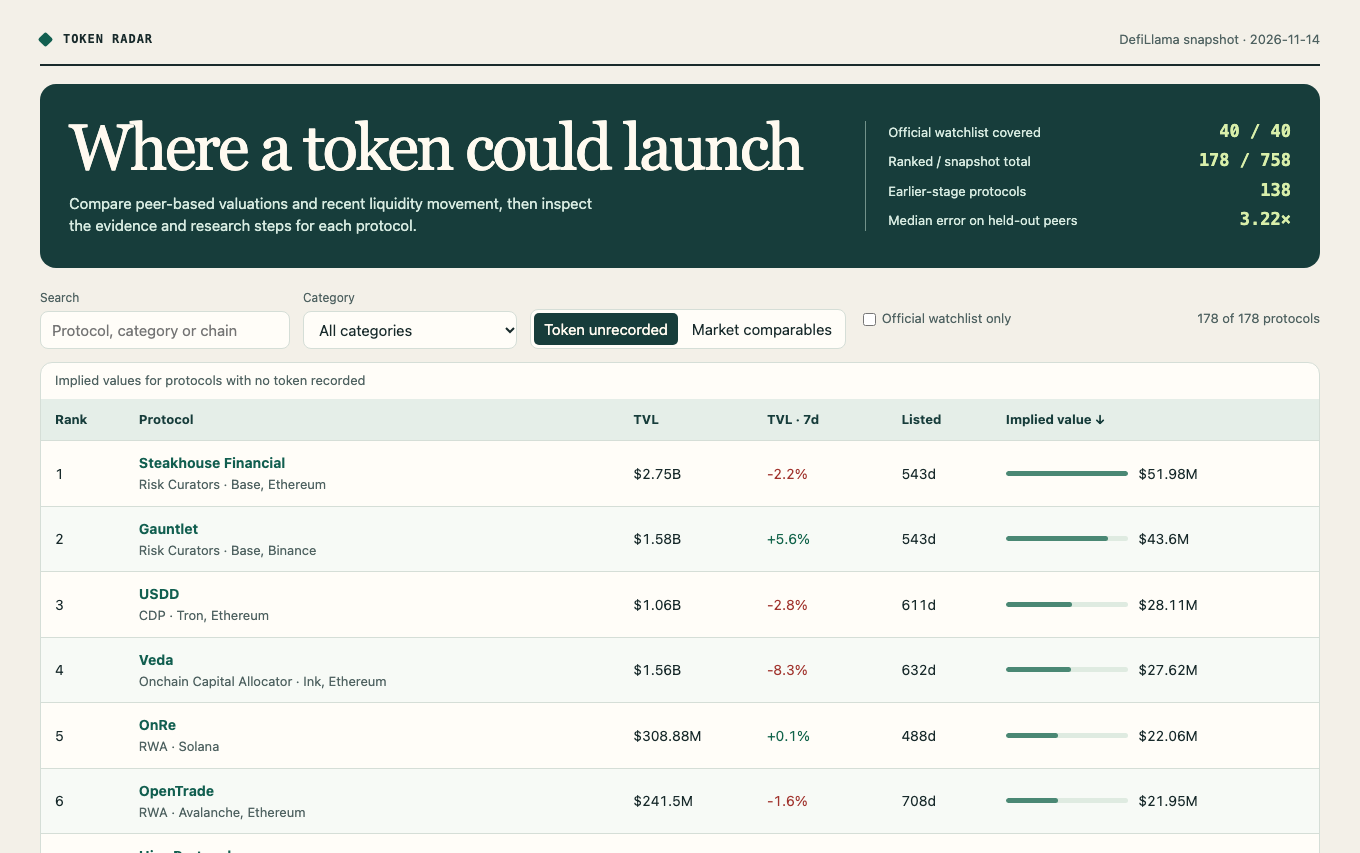 TOKEN RADAR
DefiLlama snapshot · 2026-11-14
Where a token could launch
Compare peer-based valuations and recent liquidity movement, then inspect
the evidence and research steps for each protocol.
Official watchlist covered 40 / 40
Ranked / snapshot total 178 / 758
Earlier-stage protocols 138
Median error on held-out peers 3.22×
Search
Category
Protocol, category or chain
All categories
Token unrecorded
Market comparables
Official watchlist only
178 of 178 protocols
Implied values for protocols with no token recorded
Rank Protocol TVL TVL · 7d Listed Implied value ↓
1 Steakhouse Financial $2.75B -2.2% 543d $51.98M
Risk Curators · Base, Ethereum
2 Gauntlet $1.58B +5.6% 543d $43.6M
Risk Curators · Base, Binance
3 USDD $1.06B -2.8% 611d $28.11M
CDP · Tron, Ethereum
4 Veda $1.56B -8.3% 632d $27.62M
Onchain Capital Allocator · Ink, Ethereum
5 OnRe $308.88M +0.1% 488d $22.06M
RWA · Solana
6 OpenTrade $241.5M -1.6% 708d $21.95M
RWA · Avalanche, Ethereum